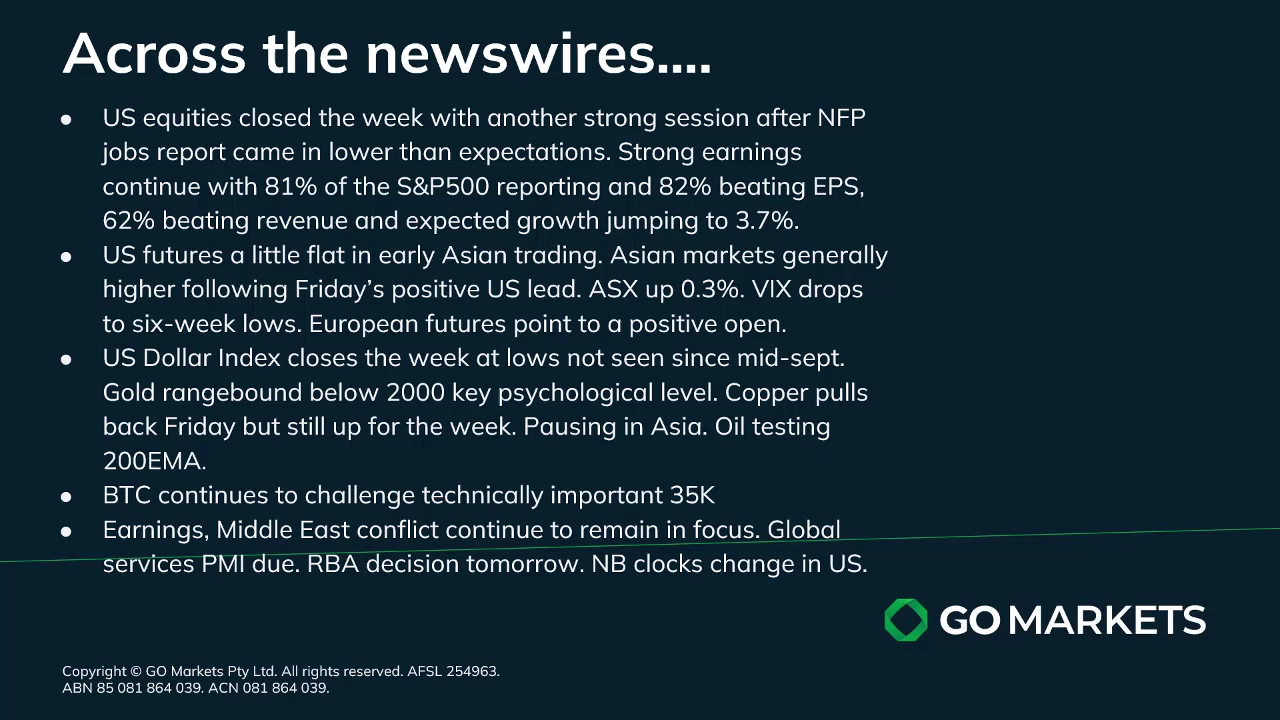 Across the newswires....
● US equities closed the week with another strong session after NFP
jobs report came in lower than expectations. Strong earnings
continue with 81% of the S&P500 reporting and 82% beating EPS,
62% beating revenue and expected growth jumping to 3.7%.
● US futures a little flat in early Asian trading. Asian markets generally
higher following Friday’s positive US lead. ASX up 0.3%. VIX drops
to six-week lows. European futures point to a positive open.
● US Dollar Index closes the week at lows not seen since mid-sept.
Gold rangebound below 2000 key psychological level. Copper pulls
back Friday but still up for the week. Pausing in Asia. Oil testing
200EMA.
● BTC continues to challenge technically important 35K
● Earnings, Middle East conflict continue to remain in focus. Global
services PMI due. RBA decision tomorrow. NB clocks change in US.
GO MARKETS
Copyright © GO Markets Pty Ltd. All rights reserved. AFSL 254963.
ABN 85 081 864 039. ACN 081 864 039.